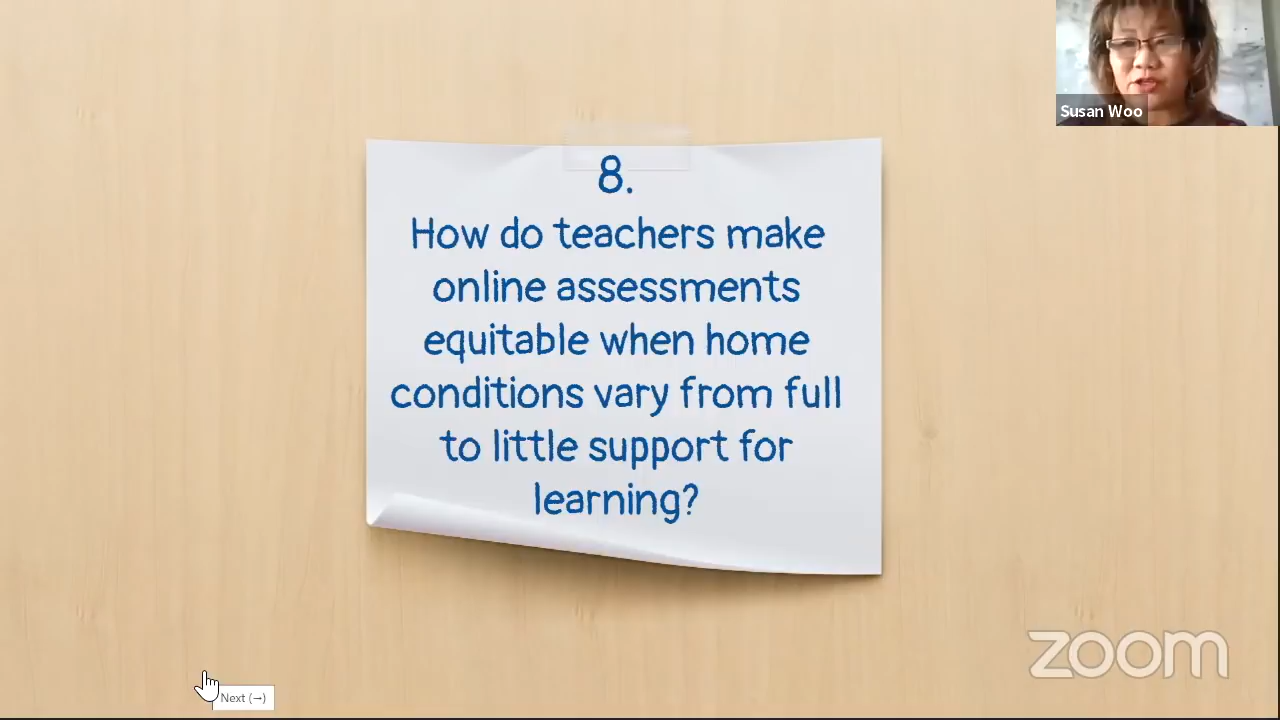 Susan Woo
8.
How do teachers make
online assessments
equitable when home
conditions vary from full
to little support for
learning?
zoom
Next (→)